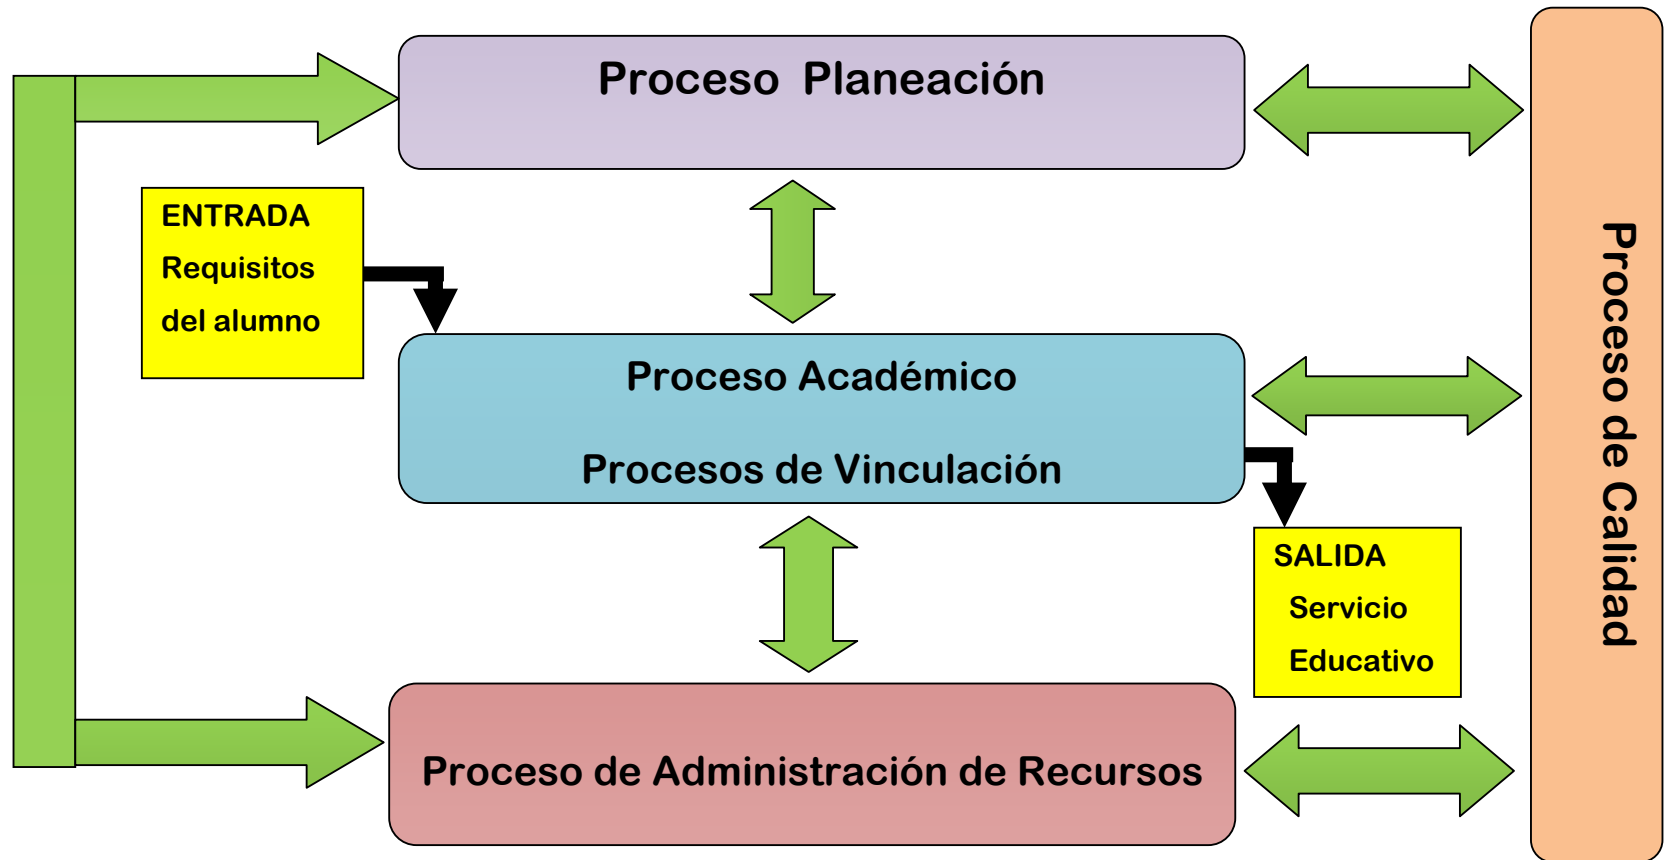 Proceso Planeación
ENTRADA
Requisitos
del alumno
Proceso Académico
Procesos de Vinculación
SALIDA
Servicio
Educativo
Proceso de Administración de Recursos
Proceso de Calidad